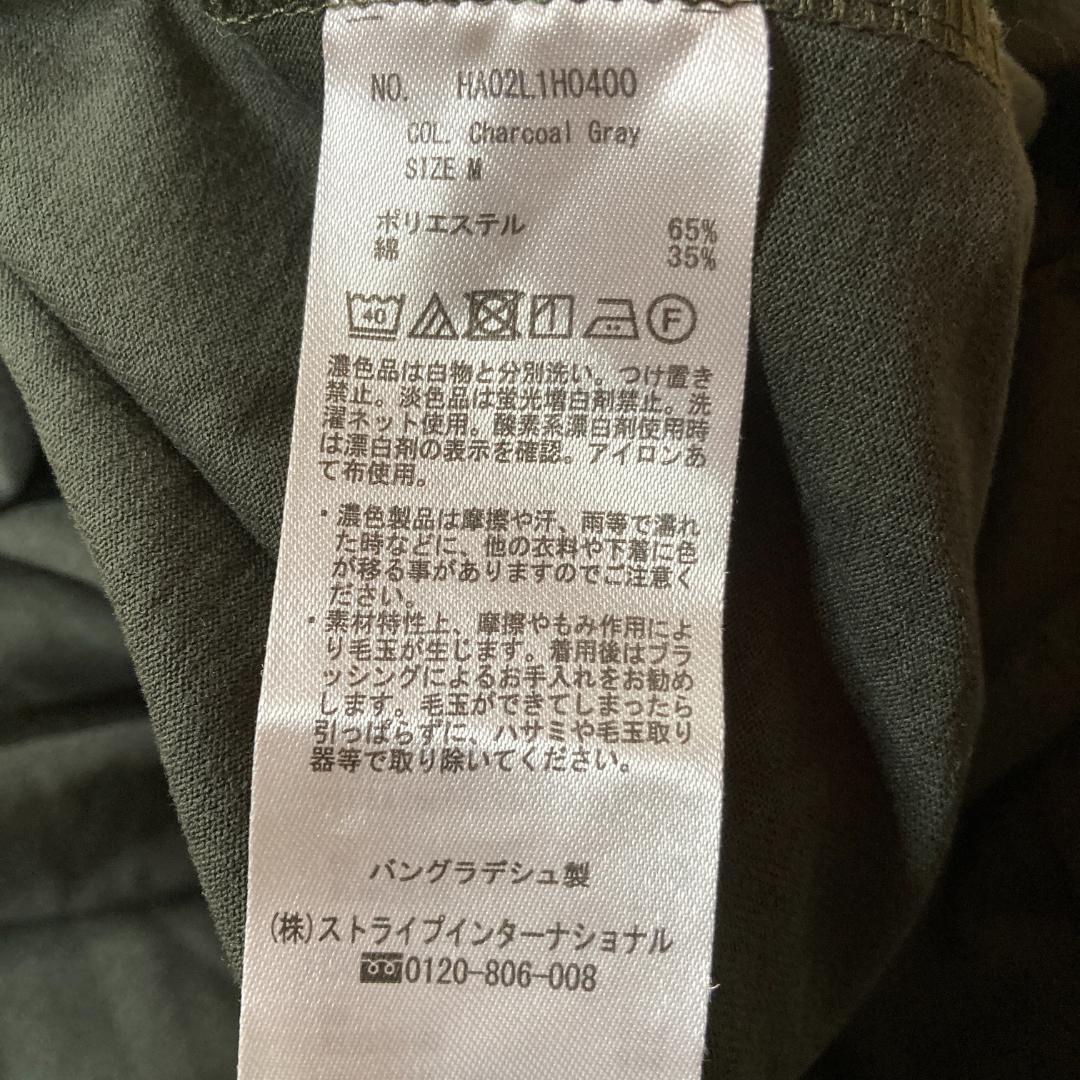 NO. HA02L1H0400
COL. Charcoal Gray
SIZE M
ポリエステル 65%
綿 35%
40 F
濃色品は白物と分別洗い。つけ置き
禁止。淡色品は蛍光増白剤禁止。洗
濯ネット使用。酸素系漂白剤使用時
は漂白剤の表示を確認。アイロンあ
て布使用。
・濃色製品は摩擦や汗、雨等で濡れ
た時などに、他の衣料や下着に色
が移る事がありますのでご注意く
ださい。
・素材特性上、摩擦やもみ作用によ
り毛玉が生じます。着用後はブラ
ッシングによるお手入れをお勧め
します。毛玉ができてしまったら
引っぱらずに、ハサミや毛玉取り
器等で取り除いてください。
バングラデシュ製
(株)ストライプインターナショナル
0120-806-008